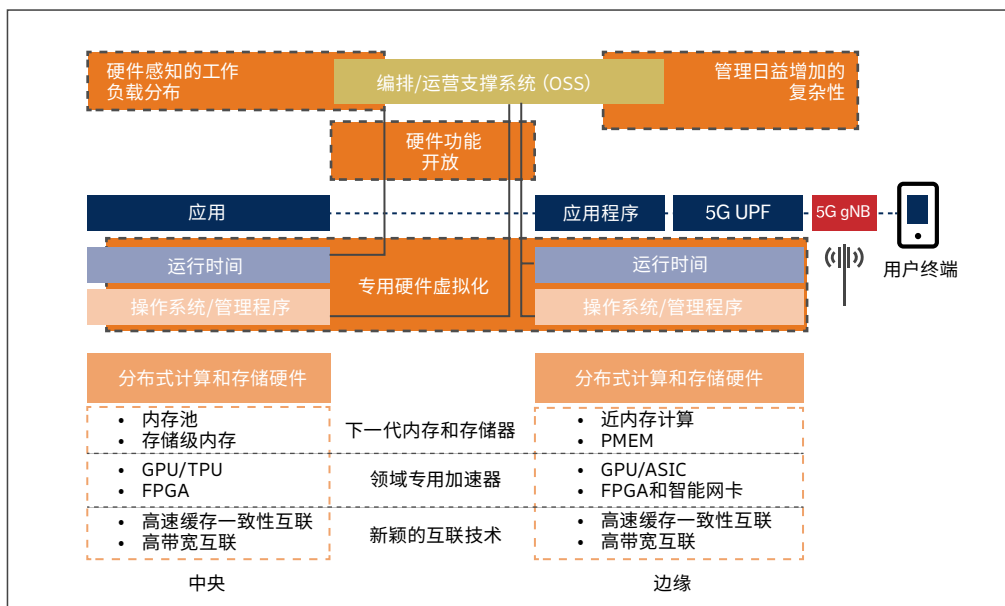 硬件感知的工作
负载分布
编排/运营支撑系统 (OSS)
管理日益增加的
复杂性
硬件功能
开放
应用
应用程序
5G UPF
5G gNB
用户终端
运行时间
专用硬件虚拟化
运行时间
操作系统/管理程序
操作系统/管理程序
分布式计算和存储硬件
分布式计算和存储硬件
• 内存池
• 存储级内存
下一代内存和存储器
• 近内存计算
• PMEM
• GPU/TPU
• FPGA
领域专用加速器
• GPU/ASIC
• FPGA和智能网卡
• 高速缓存一致性互联
• 高带宽互联
新颖的互联技术
• 高速缓存一致性互联
• 高带宽互联
中央
边缘